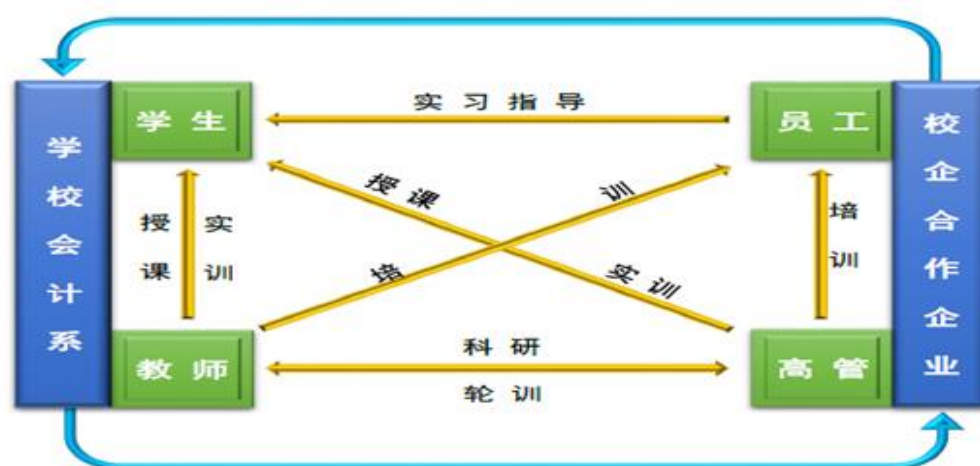 学校会计系
学生
教师
实习指导
授课
实训
授课
实训
培训
科研
轮训
员工
高管
培训
校企合作企业